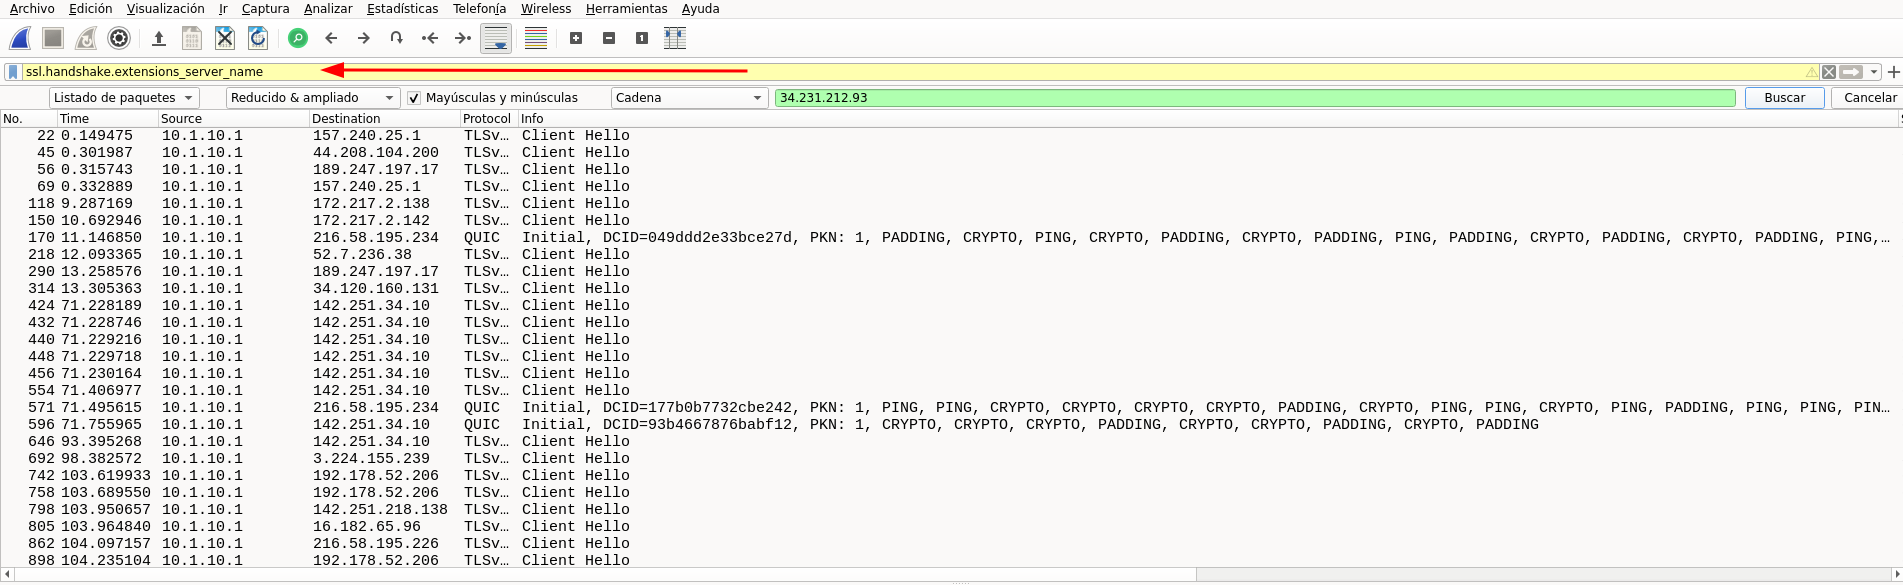 Archivo Edición Visualización Ir Captura Analizar Estadísticas Telefonía Wireless Herramientas Ayuda
ssl.handshake.extensions_server_name
Listado de paquetes Reducido & ampliado Mayúsculas y minúsculas Cadena 34.231.212.93 Buscar Cancelar
No. Time Source Destination Protocol Info
22 0.149475 10.1.10.1 157.240.25.1 TLSv… Client Hello
45 0.301987 10.1.10.1 44.208.104.200 TLSv… Client Hello
56 0.315743 10.1.10.1 189.247.197.17 TLSv… Client Hello
69 0.332889 10.1.10.1 157.240.25.1 TLSv… Client Hello
118 9.287169 10.1.10.1 172.217.2.138 TLSv… Client Hello
150 10.692946 10.1.10.1 172.217.2.142 TLSv… Client Hello
170 11.146850 10.1.10.1 216.58.195.234 QUIC Initial, DCID=049ddd2e33bce27d, PKN: 1, PADDING, CRYPTO, PING, CRYPTO, PADDING, CRYPTO, PADDING, PING, PADDING, CRYPTO, PADDING, CRYPTO, PADDING, PING,…
218 12.093365 10.1.10.1 52.7.236.38 TLSv… Client Hello
290 13.258576 10.1.10.1 189.247.197.17 TLSv… Client Hello
314 13.305363 10.1.10.1 34.120.160.131 TLSv… Client Hello
424 71.228189 10.1.10.1 142.251.34.10 TLSv… Client Hello
432 71.228746 10.1.10.1 142.251.34.10 TLSv… Client Hello
440 71.229216 10.1.10.1 142.251.34.10 TLSv… Client Hello
448 71.229718 10.1.10.1 142.251.34.10 TLSv… Client Hello
456 71.230164 10.1.10.1 142.251.34.10 TLSv… Client Hello
554 71.406977 10.1.10.1 142.251.34.10 TLSv… Client Hello
571 71.495615 10.1.10.1 216.58.195.234 QUIC Initial, DCID=177b0b7732cbe242, PKN: 1, PING, PING, CRYPTO, CRYPTO, CRYPTO, CRYPTO, PADDING, CRYPTO, PING, PING, CRYPTO, PING, PADDING, PING, PING, PIN…
596 71.755965 10.1.10.1 142.251.34.10 QUIC Initial, DCID=93b4667876babf12, PKN: 1, CRYPTO, CRYPTO, CRYPTO, PADDING, CRYPTO, CRYPTO, PADDING, CRYPTO, PADDING
646 93.395268 10.1.10.1 142.251.34.10 TLSv… Client Hello
692 98.382572 10.1.10.1 3.224.155.239 TLSv… Client Hello
742 103.619933 10.1.10.1 192.178.52.206 TLSv… Client Hello
758 103.689550 10.1.10.1 192.178.52.206 TLSv… Client Hello
798 103.950657 10.1.10.1 142.251.218.138 TLSv… Client Hello
805 103.964840 10.1.10.1 16.182.65.96 TLSv… Client Hello
862 104.097157 10.1.10.1 216.58.195.226 TLSv… Client Hello
898 104.235104 10.1.10.1 192.178.52.206 TLSv… Client Hello